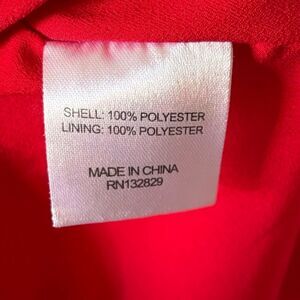 SHELL: 100% POLYESTER
LINING: 100% POLYESTER
MADE IN CHINA
RN132829